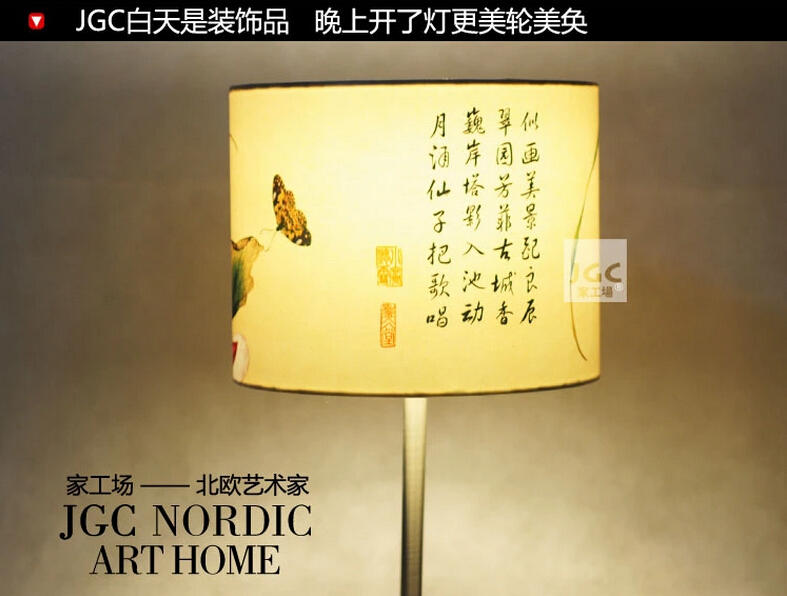 JGC白天是装饰品 晚上开了灯更美轮美奂
似画美景配良辰
翠园芳菲古城香
巍岸塔影入池动
月涌仙子把歌唱
JGC
家工場®
家工场 —— 北欧艺术家
JGC NORDIC
ART HOME